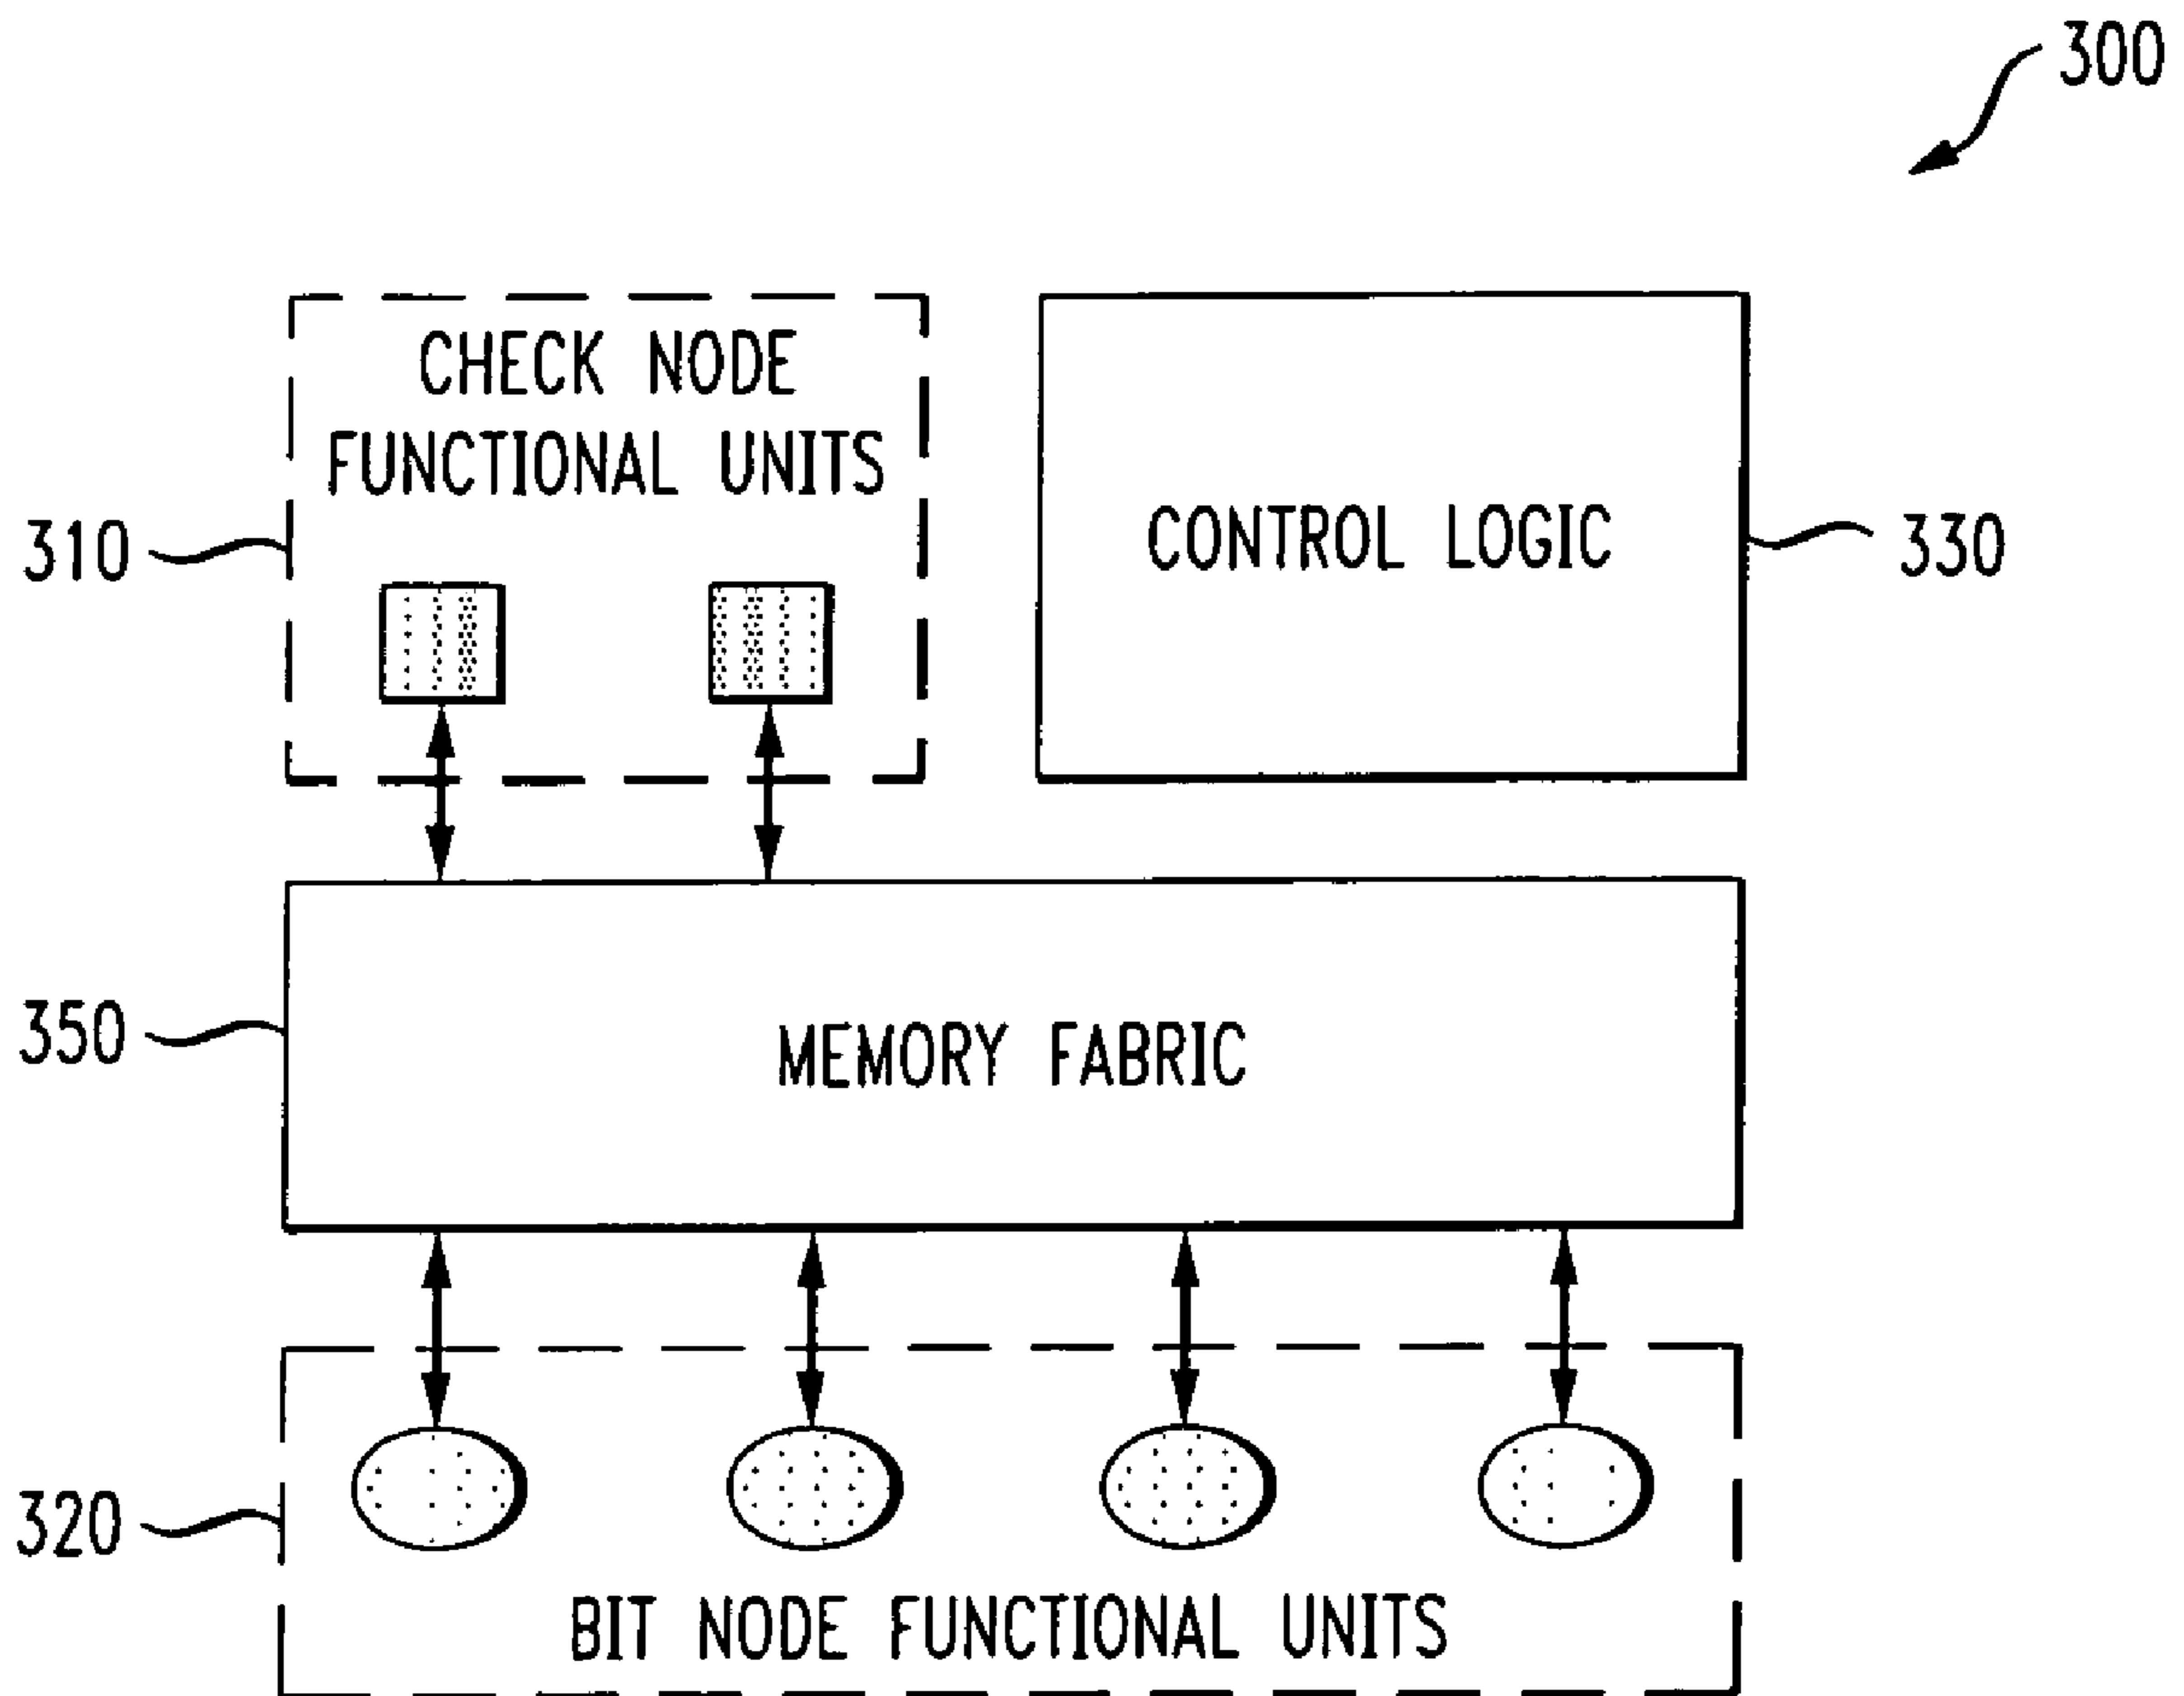 300
CHECK NODE
FUNCTIONAL UNITS
310
CONTROL LOGIC
330
350
MEMORY FABRIC
320
BIT NODE FUNCTIONAL UNITS